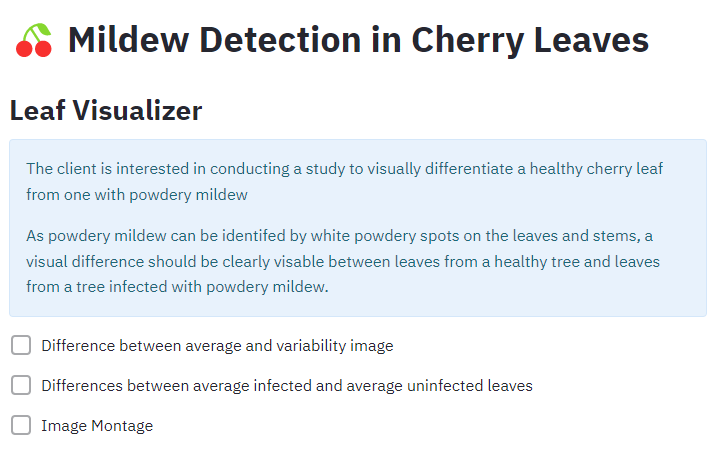 Mildew Detection in Cherry Leaves
Leaf Visualizer
The client is interested in conducting a study to visually differentiate a healthy cherry leaf
from one with powdery mildew
As powdery mildew can be identifed by white powdery spots on the leaves and stems, a
visual difference should be clearly visable between leaves from a healthy tree and leaves
from a tree infected with powdery mildew.
Difference between average and variability image
Differences between average infected and average uninfected leaves
Image Montage